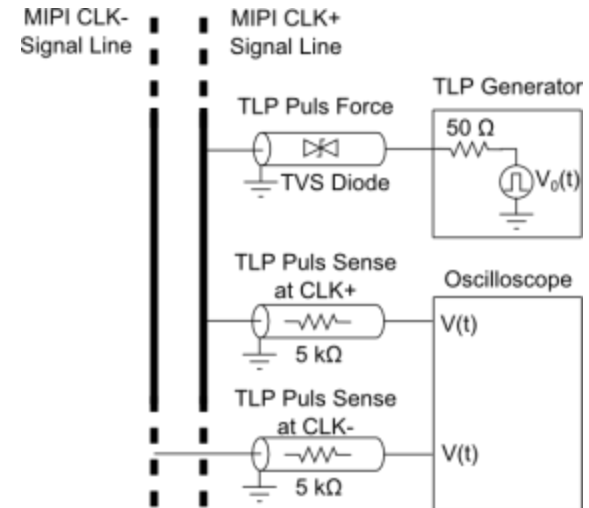 MIPI CLK-
Signal Line
MIPI CLK+
Signal Line
TLP Generator
TLP Puls Force
50 Ω
V₀(t)
TVS Diode
TLP Puls Sense
at CLK+
Oscilloscope
V(t)
5 kΩ
TLP Puls Sense
at CLK-
V(t)
5 kΩ